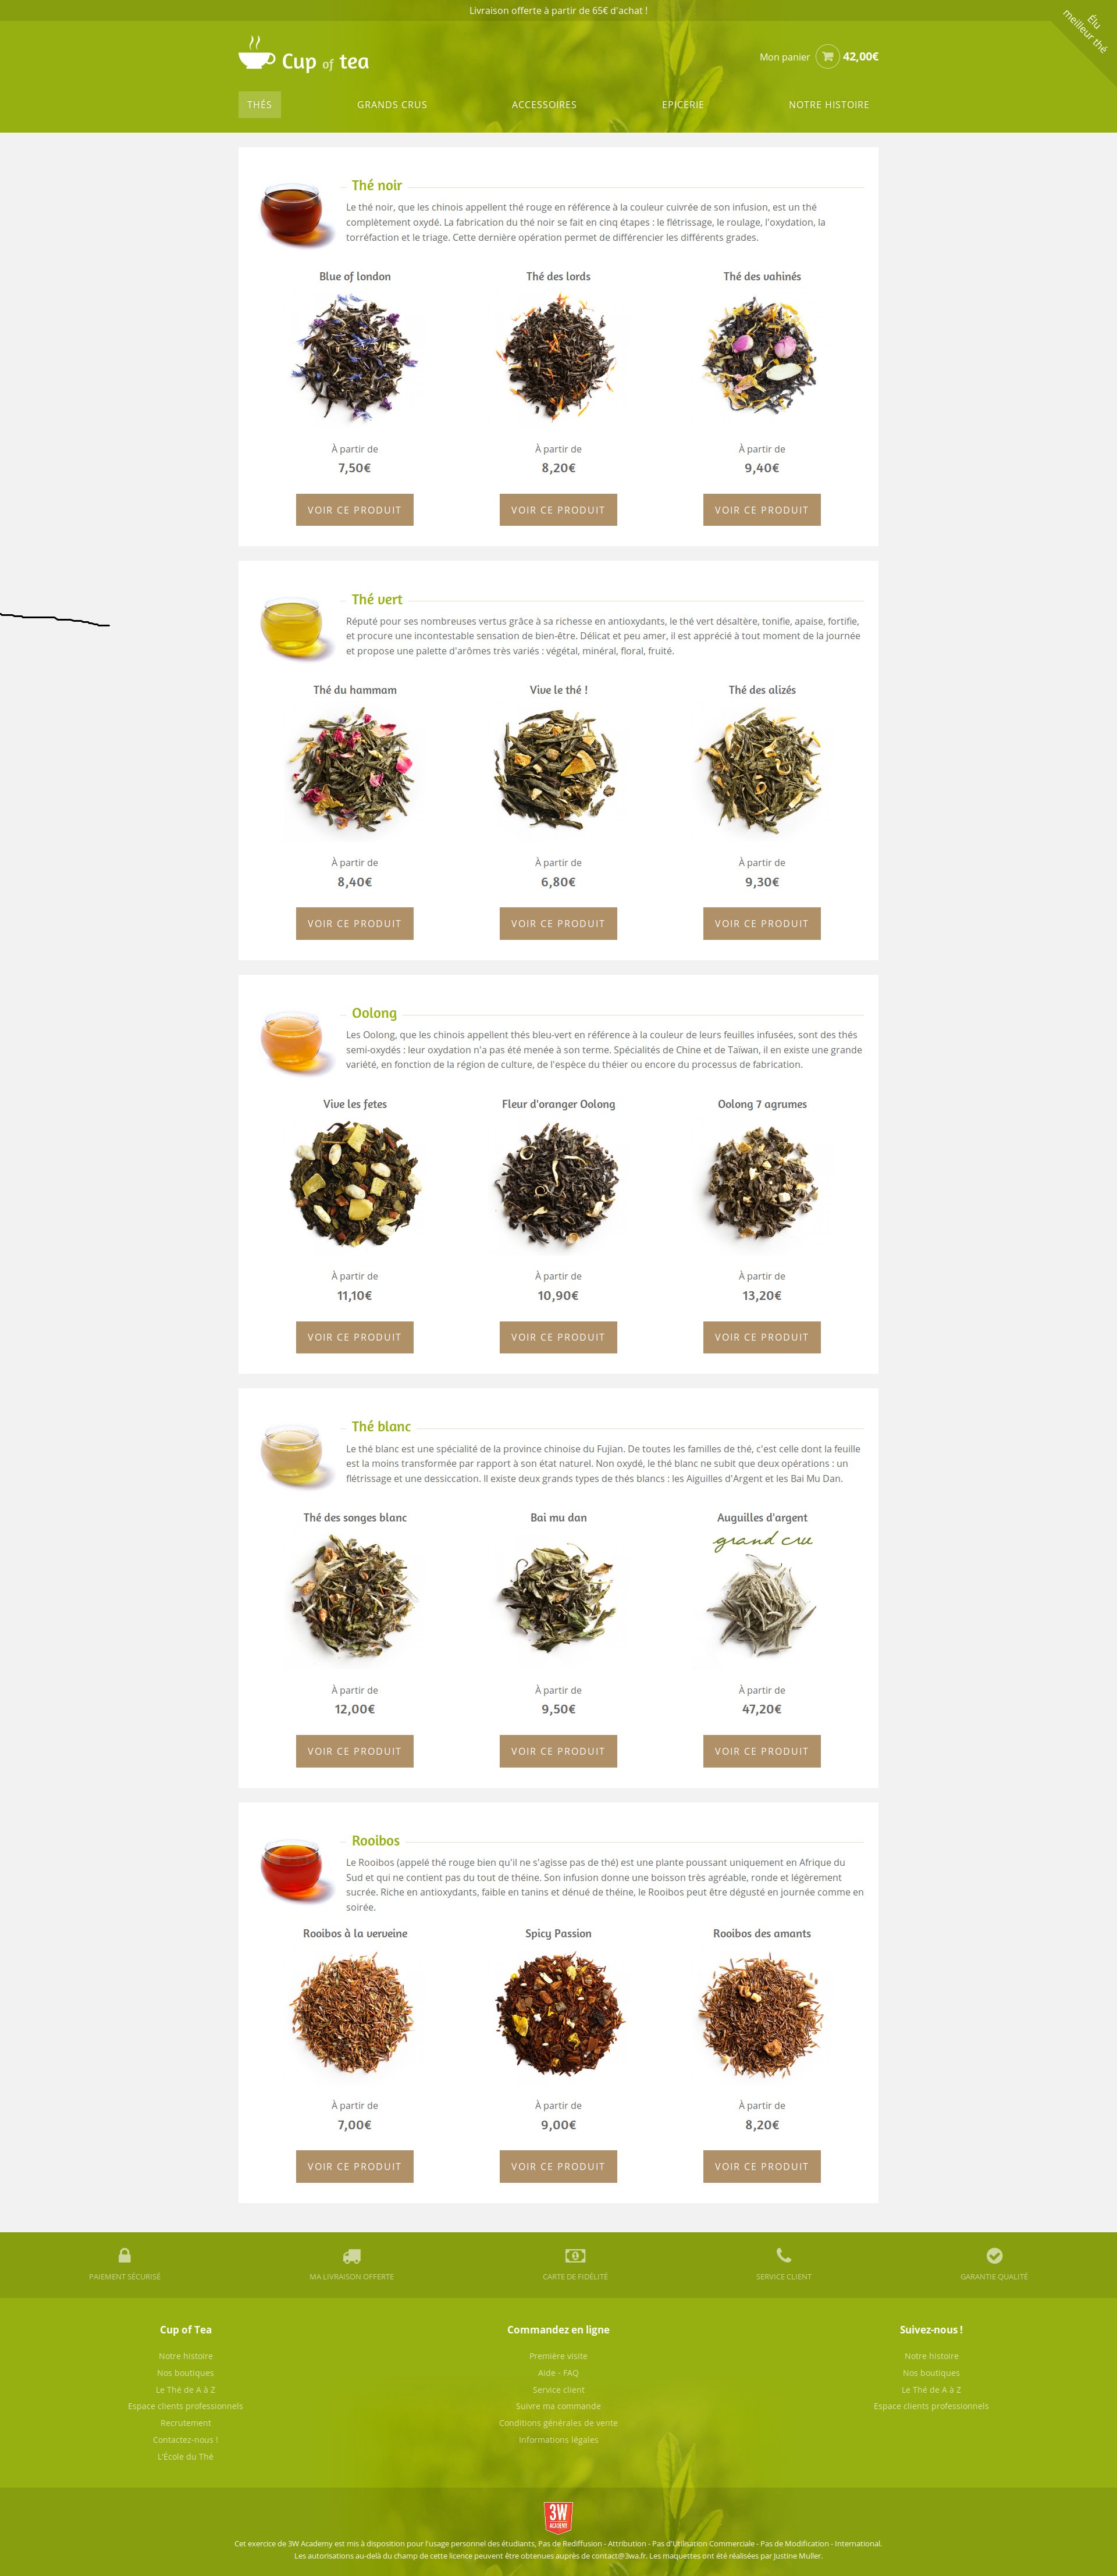 Livraison offerte à partir de 65€ d'achat !
Élu
meilleur thé
Cup of tea
Mon panier 42,00€
THÉS GRANDS CRUS ACCESSOIRES EPICERIE NOTRE HISTOIRE
Thé noir
Le thé noir, que les chinois appellent thé rouge en référence à la couleur cuivrée de son infusion, est un thé
complètement oxydé. La fabrication du thé noir se fait en cinq étapes : le flétrissage, le roulage, l'oxydation, la
torréfaction et le triage. Cette dernière opération permet de différencier les différents grades.
Blue of london Thé des lords Thé des vahinés
À partir de À partir de À partir de
7,50€ 8,20€ 9,40€
VOIR CE PRODUIT VOIR CE PRODUIT VOIR CE PRODUIT
Thé vert
Réputé pour ses nombreuses vertus grâce à sa richesse en antioxydants, le thé vert désaltère, tonifie, apaise, fortifie,
et procure une incontestable sensation de bien-être. Délicat et peu amer, il est apprécié à tout moment de la journée
et propose une palette d'arômes très variés : végétal, minéral, floral, fruité.
Thé du hammam Vive le thé ! Thé des alizés
À partir de À partir de À partir de
8,40€ 6,80€ 9,30€
VOIR CE PRODUIT VOIR CE PRODUIT VOIR CE PRODUIT
Oolong
Les Oolong, que les chinois appellent thés bleu-vert en référence à la couleur de leurs feuilles infusées, sont des thés
semi-oxydés : leur oxydation n'a pas été menée à son terme. Spécialités de Chine et de Taïwan, il en existe une grande
variété, en fonction de la région de culture, de l'espèce du théier ou encore du processus de fabrication.
Vive les fetes Fleur d'oranger Oolong Oolong 7 agrumes
À partir de À partir de À partir de
11,10€ 10,90€ 13,20€
VOIR CE PRODUIT VOIR CE PRODUIT VOIR CE PRODUIT
Thé blanc
Le thé blanc est une spécialité de la province chinoise du Fujian. De toutes les familles de thé, c'est celle dont la feuille
est la moins transformée par rapport à son état naturel. Non oxydé, le thé blanc ne subit que deux opérations : un
flétrissage et une dessiccation. Il existe deux grands types de thés blancs : les Aiguilles d'Argent et les Bai Mu Dan.
Thé des songes blanc Bai mu dan Auguilles d'argent
grand cru
À partir de À partir de À partir de
12,00€ 9,50€ 47,20€
VOIR CE PRODUIT VOIR CE PRODUIT VOIR CE PRODUIT
Rooibos
Le Rooibos (appelé thé rouge bien qu'il ne s'agisse pas de thé) est une plante poussant uniquement en Afrique du
Sud et qui ne contient pas du tout de théine. Son infusion donne une boisson très agréable, ronde et légèrement
sucrée. Riche en antioxydants, faible en tanins et dénué de théine, le Rooibos peut être dégusté en journée comme en
soirée.
Rooibos à la verveine Spicy Passion Rooibos des amants
À partir de À partir de À partir de
7,00€ 9,00€ 8,20€
VOIR CE PRODUIT VOIR CE PRODUIT VOIR CE PRODUIT
PAIEMENT SÉCURISÉ MA LIVRAISON OFFERTE CARTE DE FIDÉLITÉ SERVICE CLIENT GARANTIE QUALITÉ
Cup of Tea Commandez en ligne Suivez-nous !
Notre histoire Première visite Notre histoire
Nos boutiques Aide - FAQ Nos boutiques
Le Thé de A à Z Service client Le Thé de A à Z
Espace clients professionnels Suivre ma commande Espace clients professionnels
Recrutement Conditions générales de vente
Contactez-nous ! Informations légales
L'École du Thé
3W
ACADEMY
Cet exercice de 3W Academy est mis à disposition pour l'usage personnel des étudiants, Pas de Rediffusion - Attribution - Pas d'Utilisation Commerciale - Pas de Modification - International.
Les autorisations au-delà du champ de cette licence peuvent être obtenues auprès de contact@3wa.fr. Les maquettes ont été réalisées par Justine Muller.